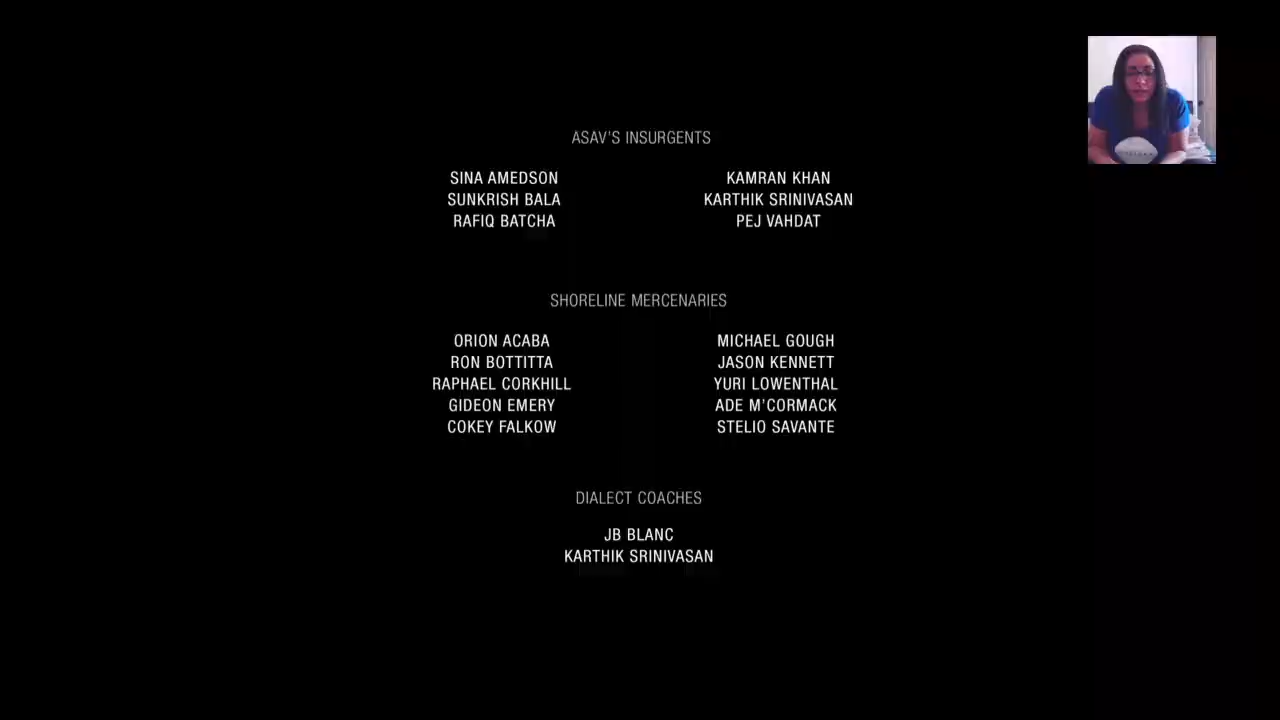 ASAV'S INSURGENTS
SINA AMEDSON KAMRAN KHAN
SUNKRISH BALA KARTHIK SRINIVASAN
RAFIQ BATCHA PEJ VAHDAT
SHORELINE MERCENARIES
ORION ACABA MICHAEL GOUGH
RON BOTTITTA JASON KENNETT
RAPHAEL CORKHILL YURI LOWENTHAL
GIDEON EMERY ADE M'CORMACK
COKEY FALKOW STELIO SAVANTE
DIALECT COACHES
JB BLANC
KARTHIK SRINIVASAN